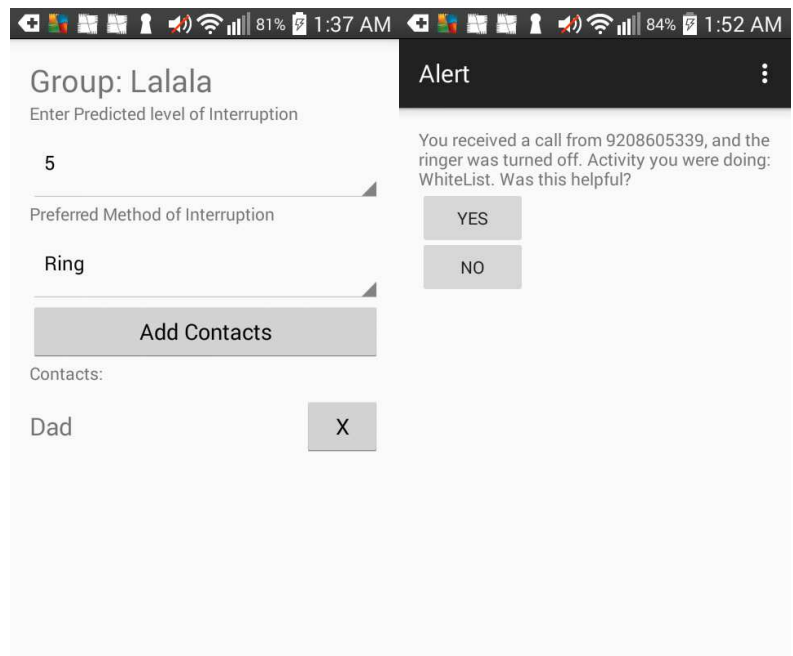 81% 1:37 AM
Group: Lalala
Enter Predicted level of Interruption
5
Preferred Method of Interruption
Ring
Add Contacts
Contacts:
Dad X
84% 1:52 AM
Alert
You received a call from 9208605339, and the
ringer was turned off. Activity you were doing:
WhiteList. Was this helpful?
YES
NO